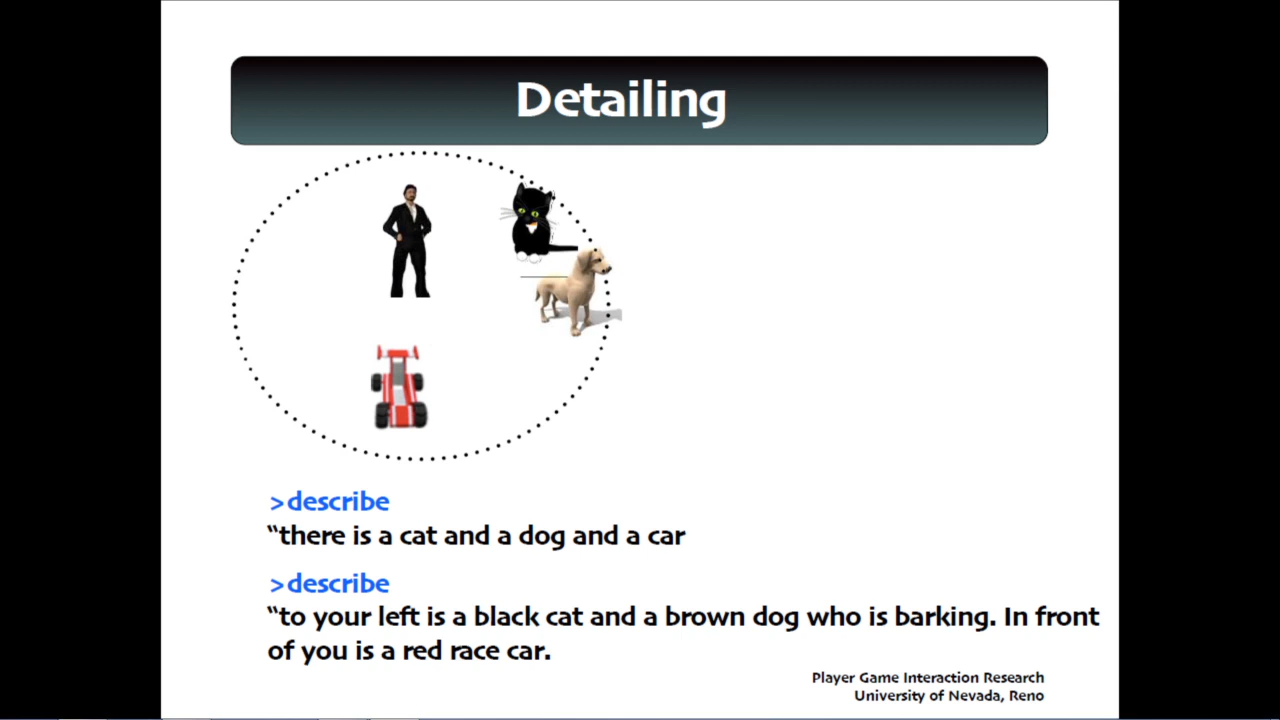 Detailing
>describe
“there is a cat and a dog and a car
>describe
“to your left is a black cat and a brown dog who is barking. In front
of you is a red race car.
Player Game Interaction Research
University of Nevada, Reno